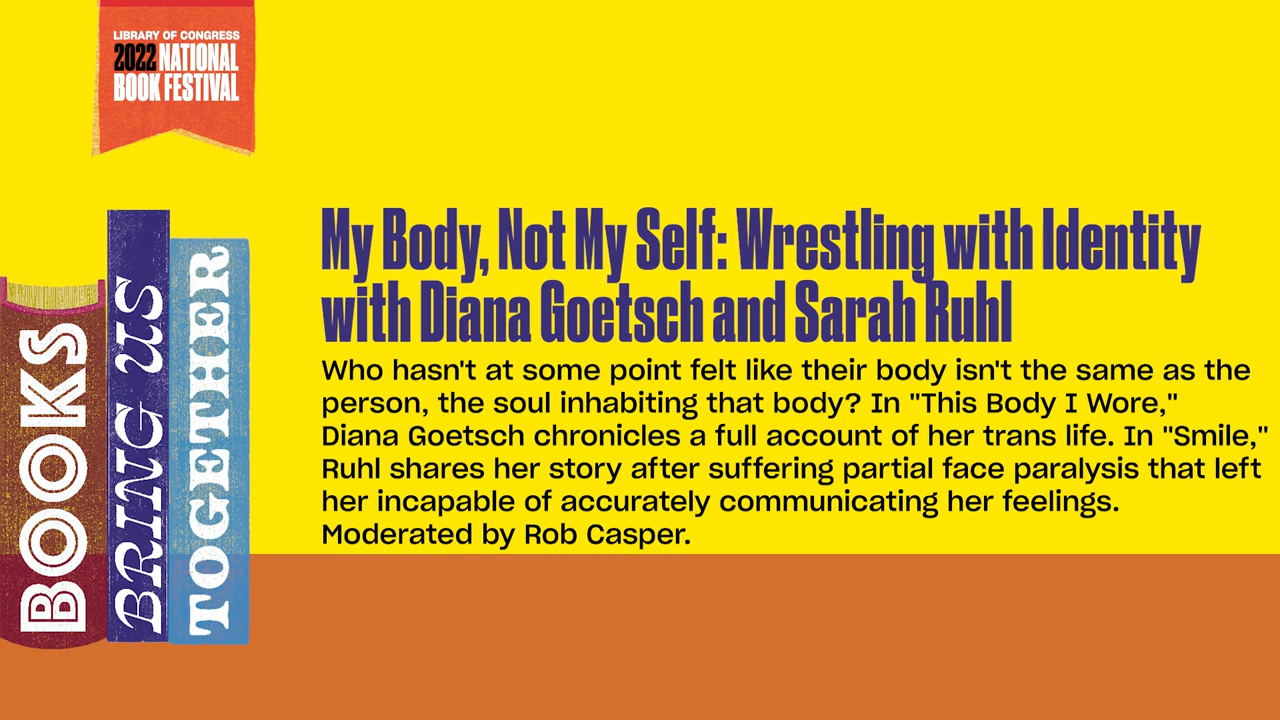 LIBRARY OF CONGRESS
2022 NATIONAL
BOOK FESTIVAL
BOOKS
BRING US
TOGETHER
My Body, Not My Self: Wrestling with Identity
with Diana Goetsch and Sarah Ruhl
Who hasn't at some point felt like their body isn't the same as the
person, the soul inhabiting that body? In "This Body I Wore,"
Diana Goetsch chronicles a full account of her trans life. In "Smile,"
Ruhl shares her story after suffering partial face paralysis that left
her incapable of accurately communicating her feelings.
Moderated by Rob Casper.